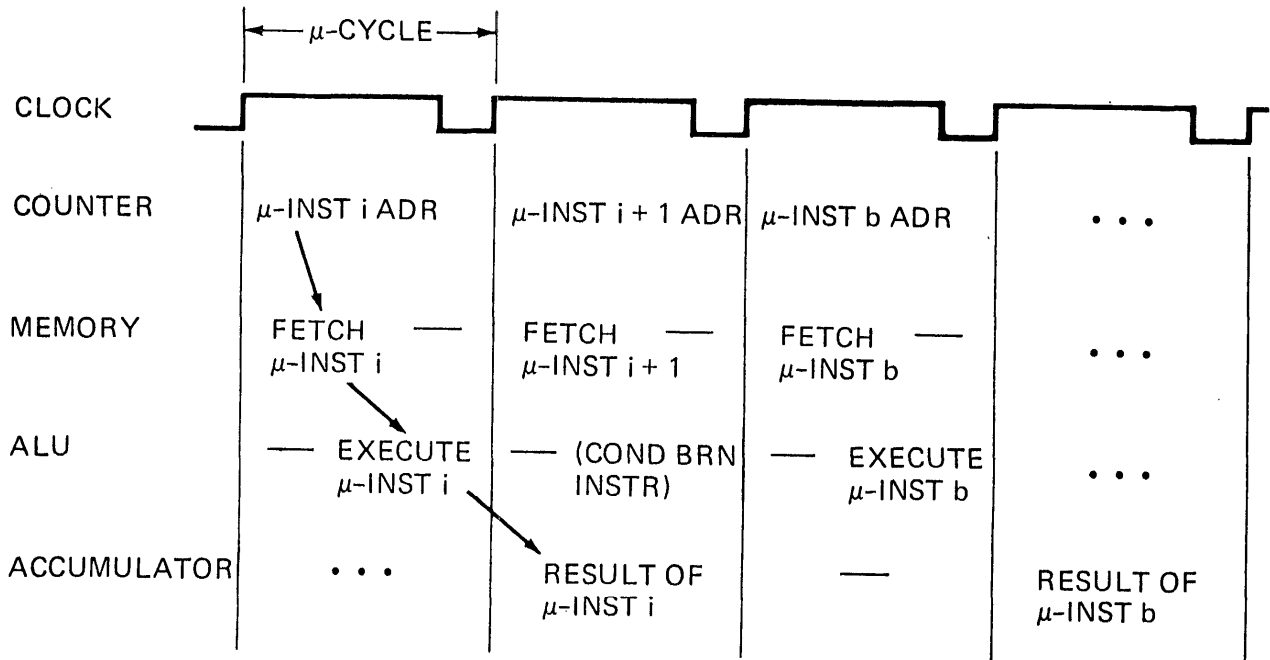 μ-CYCLE
CLOCK
COUNTER μ-INST i ADR μ-INST i + 1 ADR μ-INST b ADR • • •
MEMORY FETCH — FETCH — FETCH — • • •
μ-INST i μ-INST i + 1 μ-INST b
ALU — EXECUTE — (COND BRN — EXECUTE • • •
μ-INST i INSTR) μ-INST b
ACCUMULATOR • • • RESULT OF — RESULT OF
μ-INST i μ-INST b